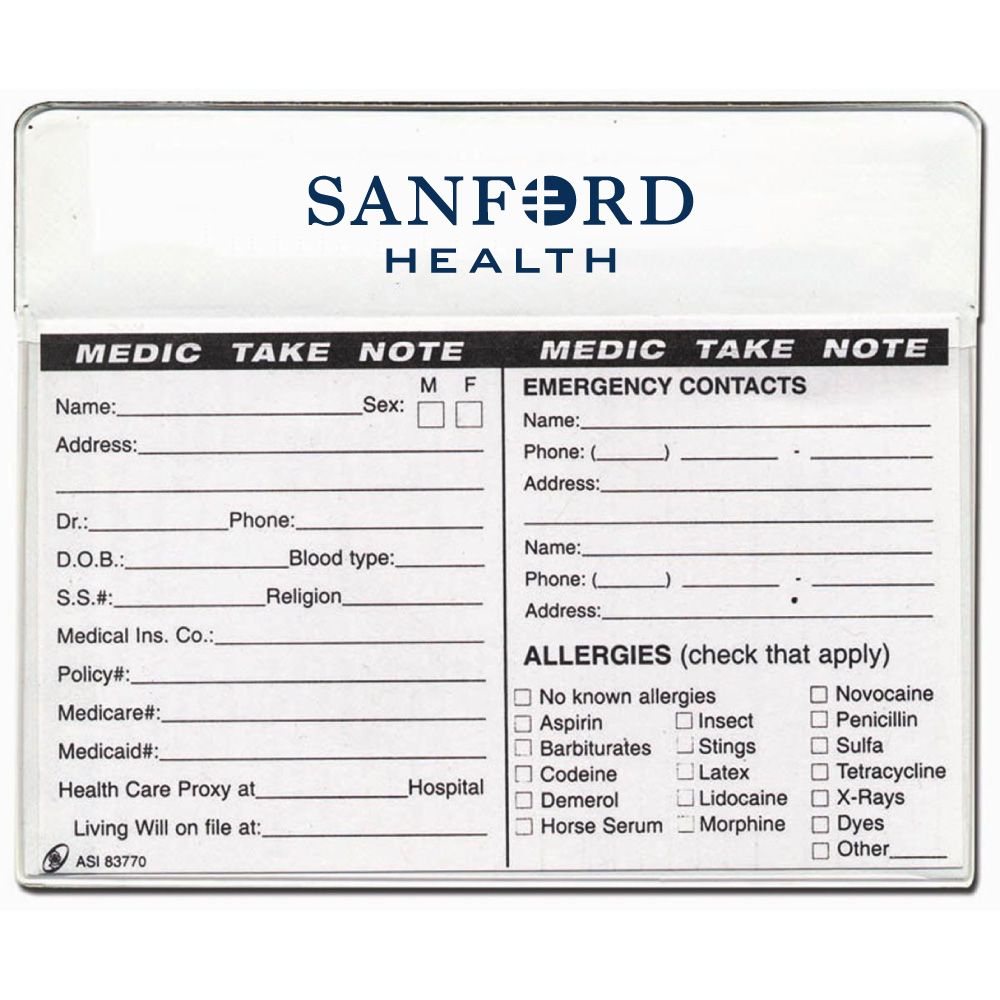 SANFORD
HEALTH
MEDIC TAKE NOTE
M F
Name: Sex:
Address:
Dr.: Phone:
D.O.B.: Blood type:
S.S.#: Religion
Medical Ins. Co.:
Policy#:
Medicare#:
Medicaid#:
Health Care Proxy at Hospital
Living Will on file at:
ASI 83770
MEDIC TAKE NOTE
EMERGENCY CONTACTS
Name:
Phone: ( ) -
Address:
Name:
Phone: ( ) -
Address:
ALLERGIES (check that apply)
No known allergies
Aspirin
Barbiturates
Codeine
Demerol
Horse Serum
Insect
Stings
Latex
Lidocaine
Morphine
Novocaine
Penicillin
Sulfa
Tetracycline
X-Rays
Dyes
Other